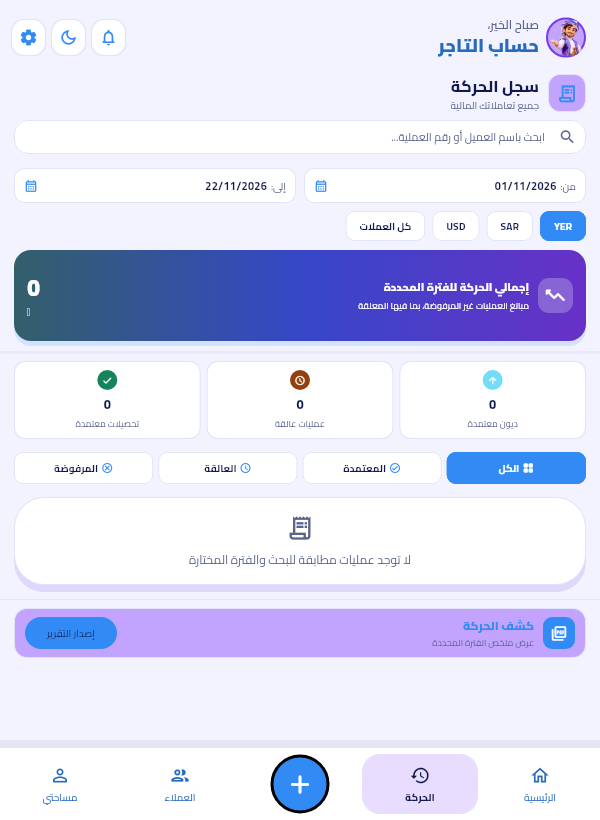 صباح الخير،
حساب التاجر
سجل الحركة
جميع تعاملاتك المالية
ابحث باسم العميل أو رقم العملية...
من: 01/11/2026
إلى: 22/11/2026
YER
SAR
USD
كل العملات
إجمالي الحركة للفترة المحددة
مبالغ العمليات غير المرفوضة، بما فيها المعلقة
0
0
ديون معتمدة
0
عمليات عالقة
0
تحصيلات معتمدة
الكل
المعتمدة
العالقة
المرفوضة
لا توجد عمليات مطابقة للبحث والفترة المختارة
كشف الحركة
عرض ملخص الفترة المحددة
إصدار التقرير
الرئيسية
الحركة
العملاء
مساحتي